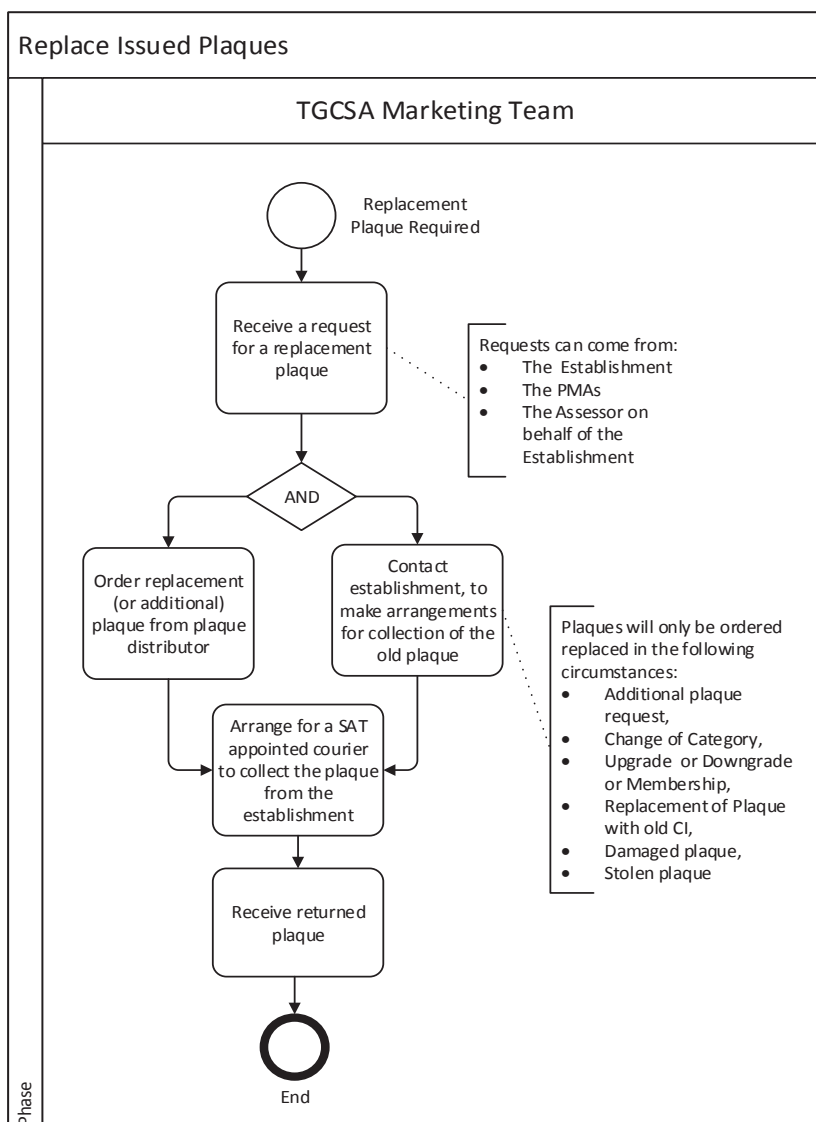 Replace Issued Plaques
TGCSA Marketing Team
Replacement
Plaque Required
Receive a request
for a replacement
plaque
Requests can come from:
• The Establishment
• The PMAs
• The Assessor on
behalf of the
Establishment
AND
Order replacement
(or additional)
plaque from plaque
distributor
Contact
establishment, to
make arrangements
for collection of the
old plaque
Plaques will only be ordered
replaced in the following
circumstances:
• Additional plaque
request,
• Change of Category,
• Upgrade or Downgrade
or Membership,
• Replacement of Plaque
with old CI,
• Damaged plaque,
• Stolen plaque
Arrange for a SAT
appointed courier
to collect the plaque
from the
establishment
Receive returned
plaque
End
Phase